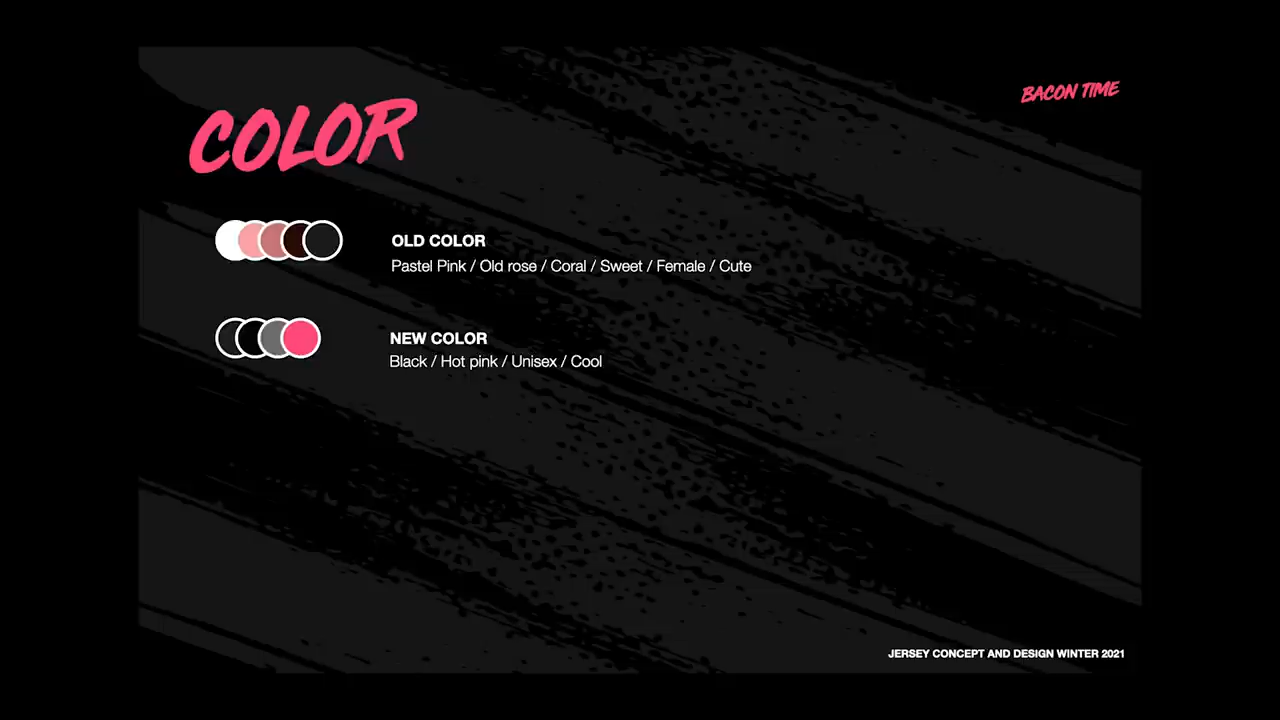 BACON TIME
COLOR
OLD COLOR
Pastel Pink / Old rose / Coral / Sweet / Female / Cute
NEW COLOR
Black / Hot pink / Unisex / Cool
JERSEY CONCEPT AND DESIGN WINTER 2021